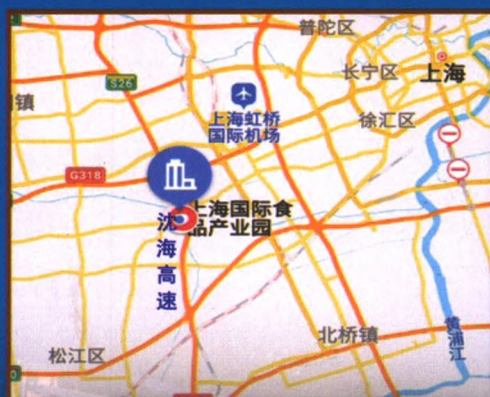 普陀区
长宁区
上海
S26
镇
上海虹桥
国际机场
徐汇区
G318
上海国际食
品产业园
沈海高速
北桥镇
黄浦江
松江区